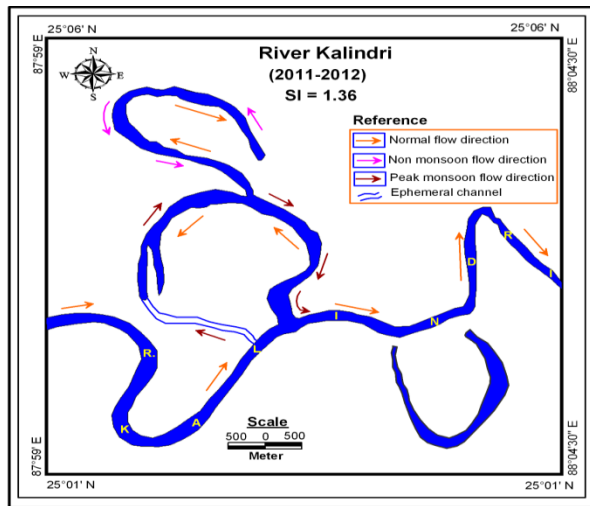 25°06' N
25°06' N
87°59' E
88°04'30" E
N
W
E
S
River Kalindri
(2011-2012)
SI = 1.36
Reference
Normal flow direction
Non monsoon flow direction
Peak monsoon flow direction
Ephemeral channel
R.
K
A
L
I
N
D
R
I
Scale
500 0 500
Meter
87°59' E
88°04'30" E
25°01' N
25°01' N